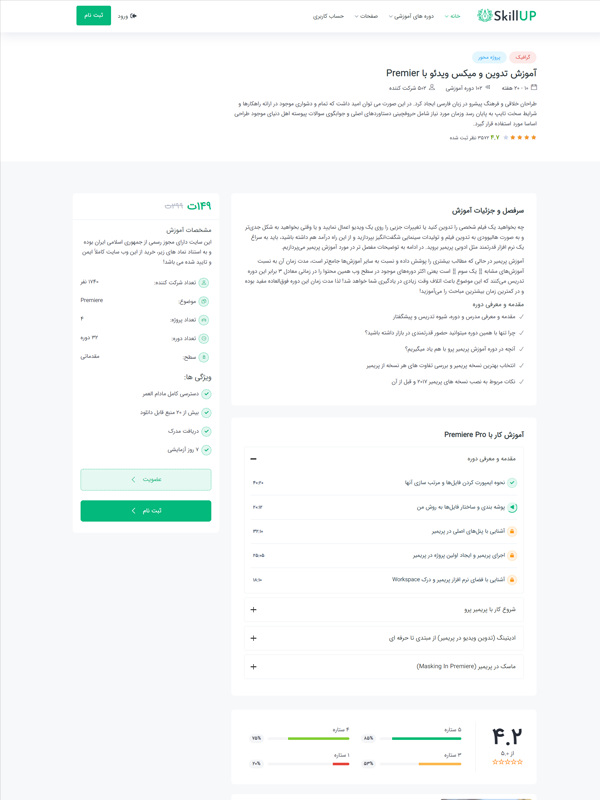 SkillUP
خانه
دوره های آموزشی
صفحات
حساب کاربری
ورود
ثبت نام
گرافیک
پروژه محور
آموزش تدوین و میکس ویدئو با Premier
۱۰ - ۲۰ هفته
۱۰۲ دوره آموزشی
۵۰۲ شرکت کننده
طراحان خلاقی و فرهنگ پیشرو در زبان فارسی ایجاد کرد. در این صورت می توان امید داشت که تمام و دشواری موجود در ارائه راهکارها و
شرایط سخت تایپ به پایان رسد وزمان مورد نیاز شامل حروفچینی دستاوردهای اصلی و جوابگوی سوالات پیوسته اهل دنیای موجود طراحی
اساسا مورد استفاده قرار گیرد.
۴.۷ ۳۵۷۲ نظر ثبت شده
سرفصل و جزئیات آموزش
چه بخواهید یک فیلم شخصی را تدوین کنید یا تغییرات جزیی را روی یک ویدیو اعمال نمایید و یا وقتی بخواهید به شکل جدی‌تر
و به صورت هالیوودی به تدوین فیلم و تولیدات سینمایی شگفت‌انگیز بپردازید و از این راه درآمد هم داشته باشید، باید به سراغ
یک نرم افزار قدرتمند مثل ادوبی پریمیر بروید. در ادامه به توضیحات مفصل تر در مورد آموزش پریمیر می‌پردازیم.
آموزش پریمیر در حالی که مطالب بیشتری را پوشش داده و نسبت به سایر آموزش‌ها جامع‌تر است، مدت زمان آن به نسبت
آموزش‌های مشابه [[ یک سوم ]] است یعنی اکثر دوره‌های موجود در سطح وب همین محتوا را در زمانی معادل ۳ برابر این دوره
تدریس می‌کنند که این موضوع باعث اتلاف وقت زیادی در یادگیری شما خواهد شد! لذا مدت زمان این دوره فوق‌العاده مفید بوده
و در کمترین زمان بیشترین مباحث را می‌آموزید!
مقدمه و معرفی دوره
مقدمه و معرفی مدرس و دوره، شیوه تدریس و پیشگفتار
چرا تنها با همین دوره میتوانید حضور قدرتمندی در بازار داشته باشید؟
آنچه در دوره آموزش پریمیر پرو با هم یاد میگیریم؟
انتخاب بهترین نسخه پریمیر و بررسی تفاوت های هر نسخه از پریمیر
نکات مربوط به نصب نسخه های پریمیر ۲۰۱۷ و قبل از آن
آموزش کار با Premiere Pro
مقدمه و معرفی دوره
نحوه ایمپورت کردن فایل‌ها و مرتب سازی آنها
۴۰:۲۰
پوشه بندی و ساختار فایل‌ها به روش من
۲۰:۱۲
آشنایی با پنل‌های اصلی در پریمیر
۳۲:۱۰
اجرای پریمیر و ایجاد اولین پروژه در پریمیر
۲۵:۰۵
آشنایی با فضای نرم افزار پریمیر و درک Workspace
۱۸:۱۰
شروع کار با پریمیر پرو
ادیتینگ (تدوین ویدیو در پریمیر) از مبتدی تا حرفه ای
ماسک در پریمیر (Masking In Premiere)
۴.۲
از ۵.۰
۵ ستاره
۸۵%
۴ ستاره
۷۵%
۳ ستاره
۵۳%
۱ ستاره
۲۰%
۱۴۹ت ۲۹۹ت
مشخصات آموزش
این سایت دارای مجوز رسمی از جمهوری اسلامی ایران بوده
و به استناد نماد های زیر، خرید از این وب سایت کاملاً ایمن
و تایید شده می باشد!
تعداد شرکت کننده:
۱۷۴۰ نفر
موضوع:
Premiere
تعداد پروژه:
۴
تعداد دوره:
۳۲ دوره
سطح:
مقدماتی
ویژگی ها:
دسترسی کامل مادام العمر
بیش از ۲۰ منبع قابل دانلود
دریافت مدرک
۷ روز آزمایشی
عضویت
ثبت نام